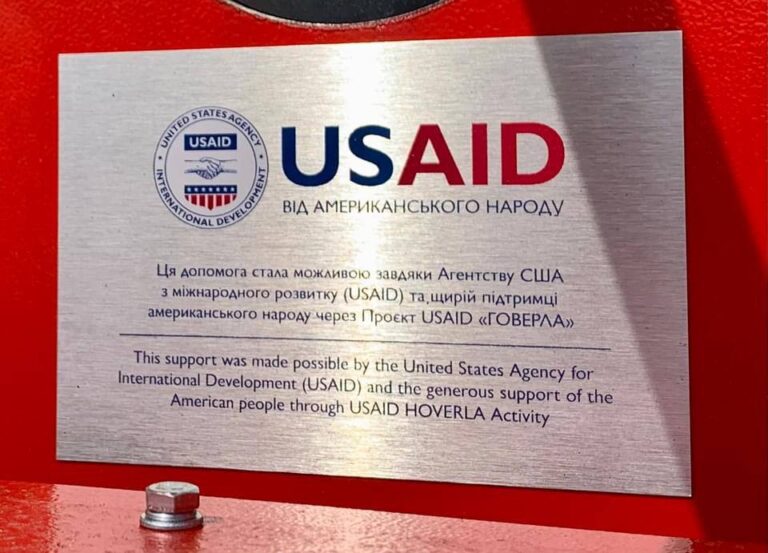 UNITED STATES AGENCY
USAID
INTERNATIONAL DEVELOPMENT
USAID
ВІД АМЕРИКАНСЬКОГО НАРОДУ
Ця допомога стала можливою завдяки Агентству США
з міжнародного розвитку (USAID) та щирій підтримці
американського народу через Проєкт USAID «ГОВЕРЛА»
This support was made possible by the United States Agency for
International Development (USAID) and the generous support of the
American people through USAID HOVERLA Activity